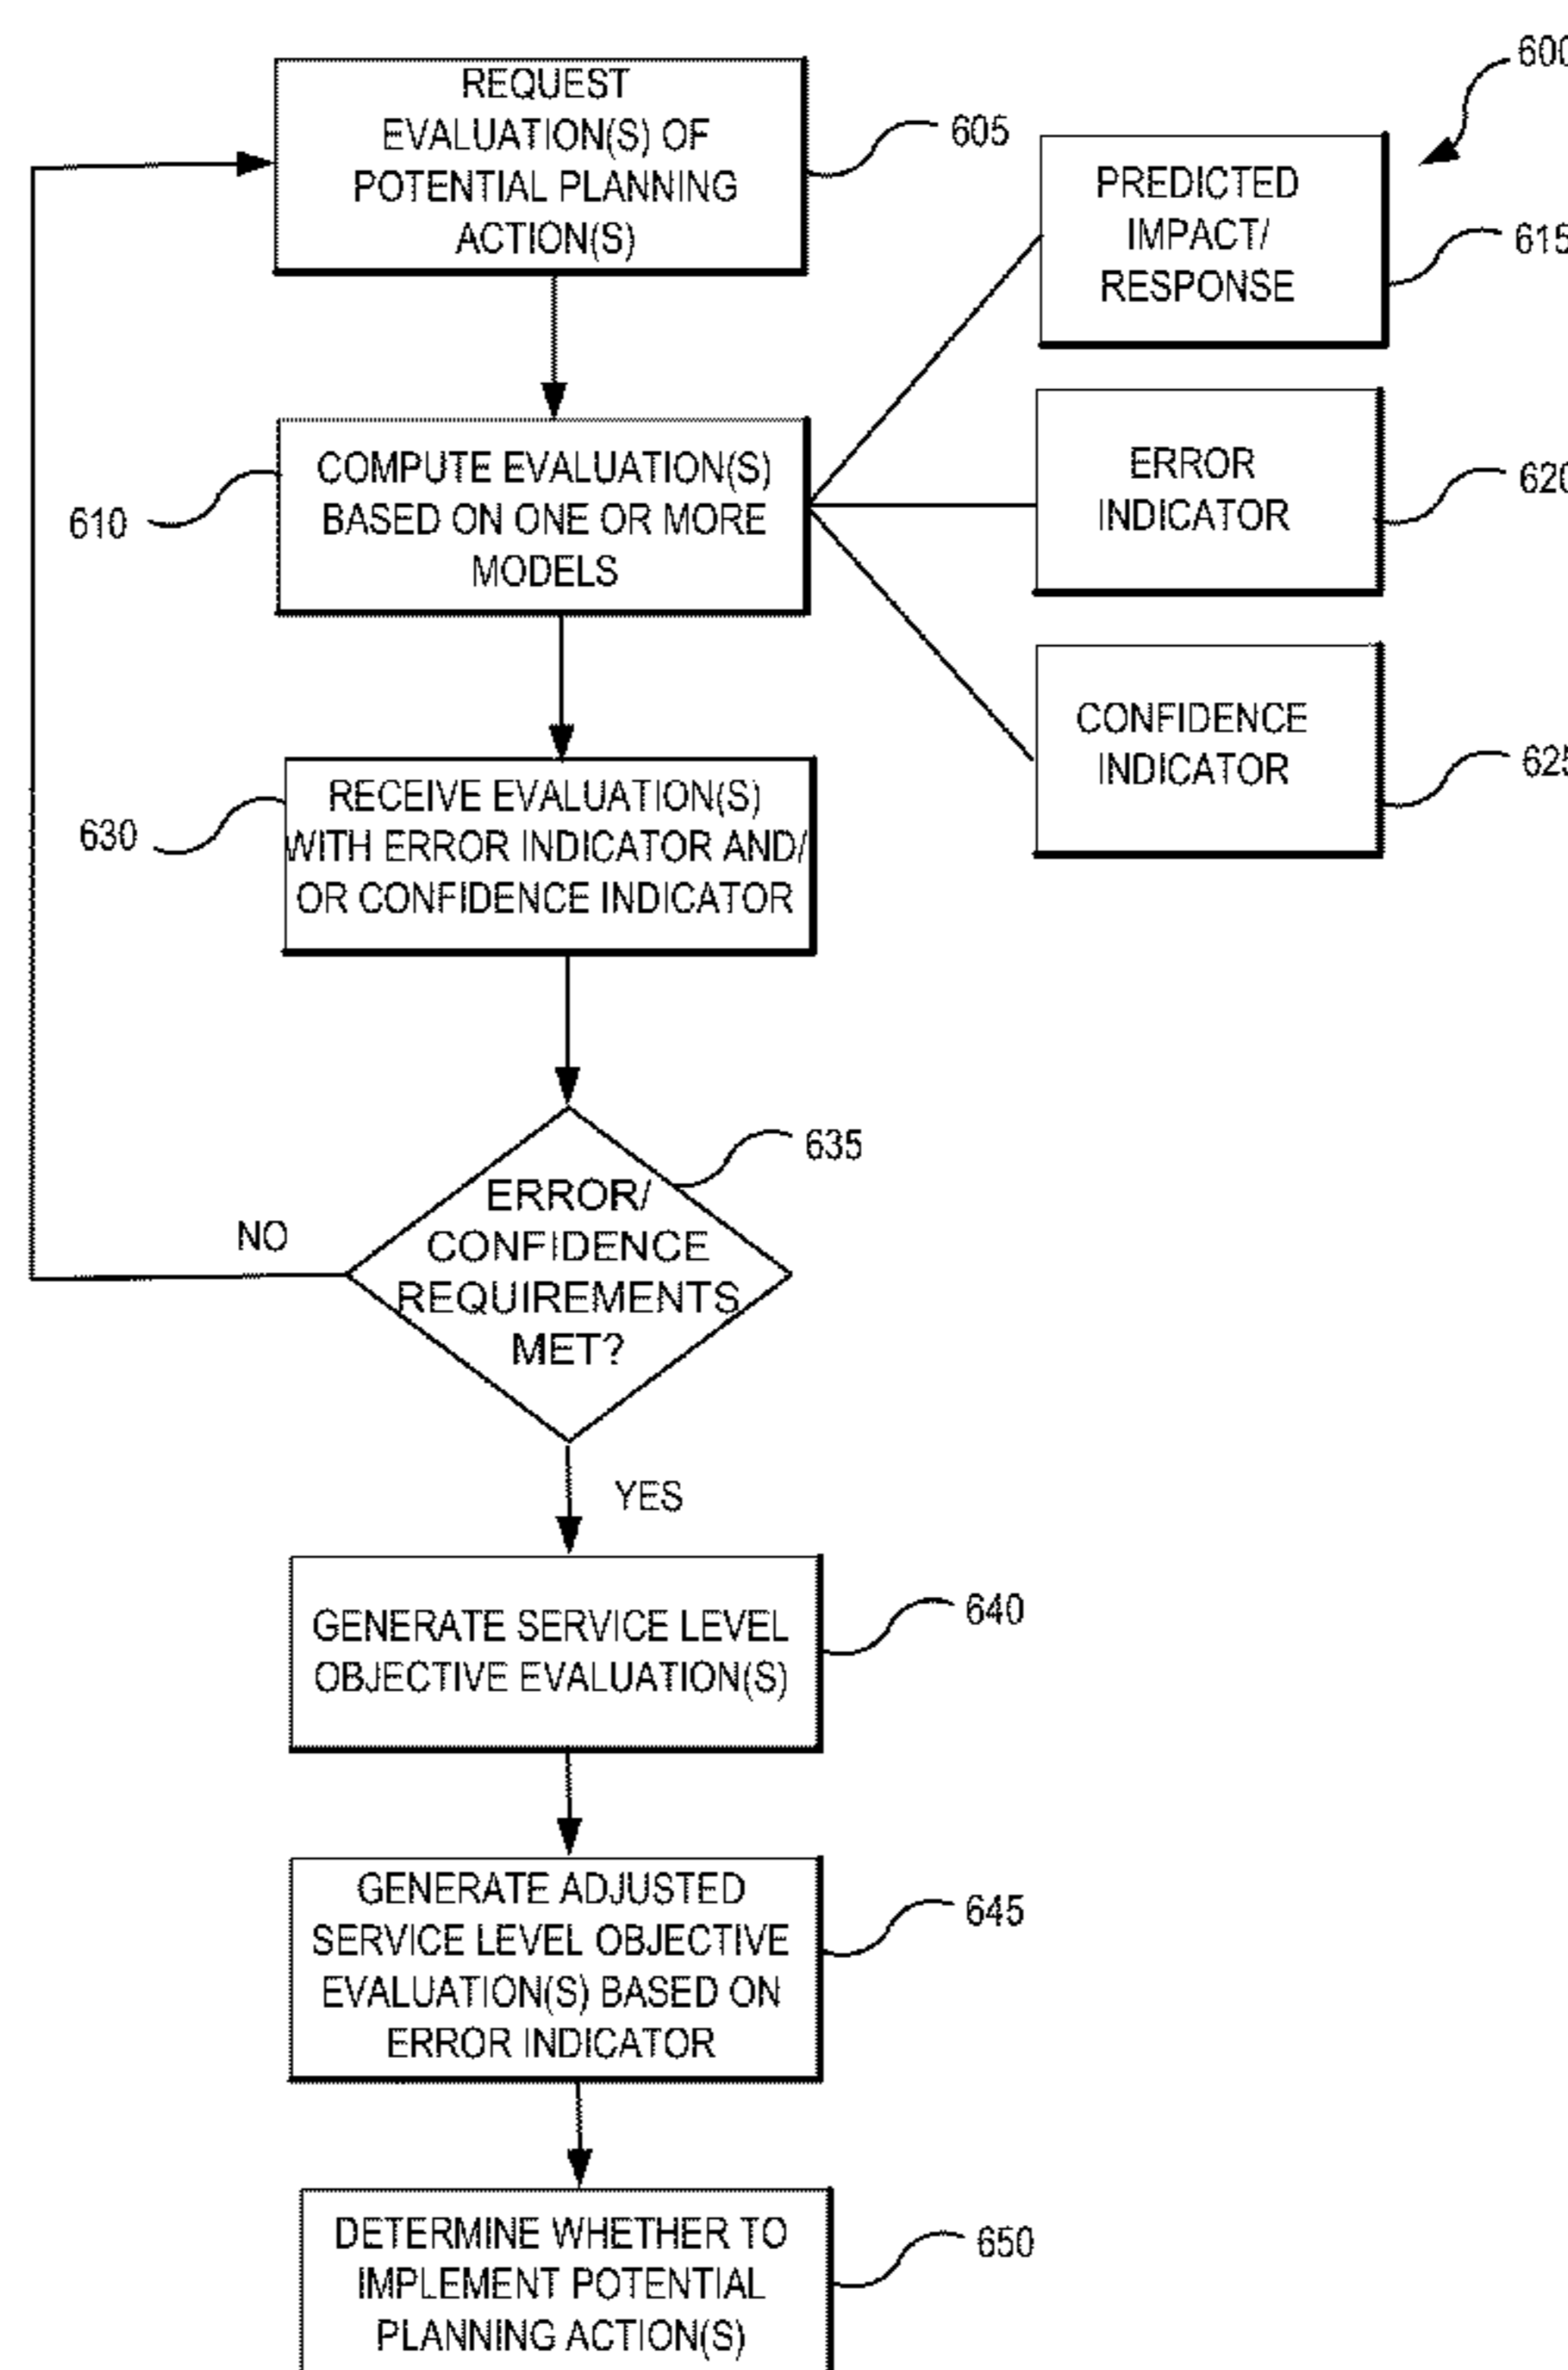 600
REQUEST
EVALUATION(S) OF
POTENTIAL PLANNING
ACTION(S)
605
PREDICTED
IMPACT/
RESPONSE
615
COMPUTE EVALUATION(S)
BASED ON ONE OR MORE
MODELS
610
ERROR
INDICATOR
620
CONFIDENCE
INDICATOR
625
RECEIVE EVALUATION(S)
WITH ERROR INDICATOR AND/
OR CONFIDENCE INDICATOR
630
ERROR/
CONFIDENCE
REQUIREMENTS
MET?
635
NO
YES
GENERATE SERVICE LEVEL
OBJECTIVE EVALUATION(S)
640
GENERATE ADJUSTED
SERVICE LEVEL OBJECTIVE
EVALUATION(S) BASED ON
ERROR INDICATOR
645
DETERMINE WHETHER TO
IMPLEMENT POTENTIAL
PLANNING ACTION(S)
650